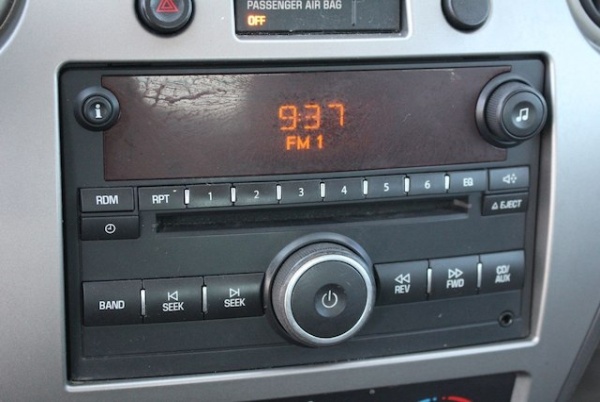 PASSENGER AIR BAG
OFF
i
9:37
FM 1
RDM
RPT
1
2
3
4
5
6
EQ
EJECT
BAND
SEEK
SEEK
REV
FWD
CD/
AUX